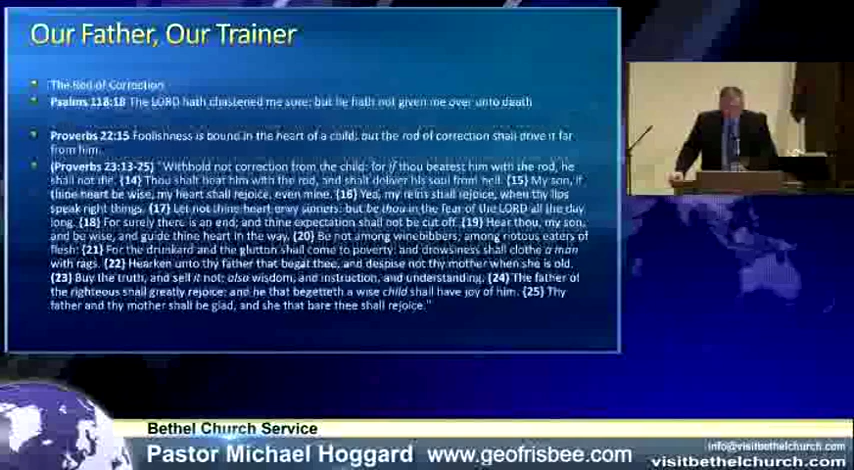 Our Father, Our Trainer
The Rod of Correction
Psalms 118:18 The LORD hath chastened me sore: but he hath not given me over unto death
Proverbs 22:15 Foolishness is bound in the heart of a child; but the rod of correction shall drive it far
from him.
(Proverbs 23:13-25) "Withhold not correction from the child: for if thou beatest him with the rod, he
shall not die. {14} Thou shalt beat him with the rod, and shalt deliver his soul from hell. {15} My son, if
thine heart be wise, my heart shall rejoice, even mine. {16} Yea, my reins shall rejoice, when thy lips
speak right things. {17} Let not thine heart envy sinners: but be thou in the fear of the LORD all the day
long. {18} For surely there is an end; and thine expectation shall not be cut off. {19} Hear thou, my son,
and be wise, and guide thine heart in the way. {20} Be not among winebibbers; among riotous eaters of
flesh: {21} For the drunkard and the glutton shall come to poverty: and drowsiness shall clothe a man
with rags. {22} Hearken unto thy father that begat thee, and despise not thy mother when she is old.
{23} Buy the truth, and sell it not; also wisdom, and instruction, and understanding. {24} The father of
the righteous shall greatly rejoice: and he that begetteth a wise child shall have joy of him. {25} Thy
father and thy mother shall be glad, and she that bare thee shall rejoice."
Bethel Church Service
Pastor Michael Hoggard www.geofrisbee.com
info@visitbethelchurch.com
visitbethelchurch.com